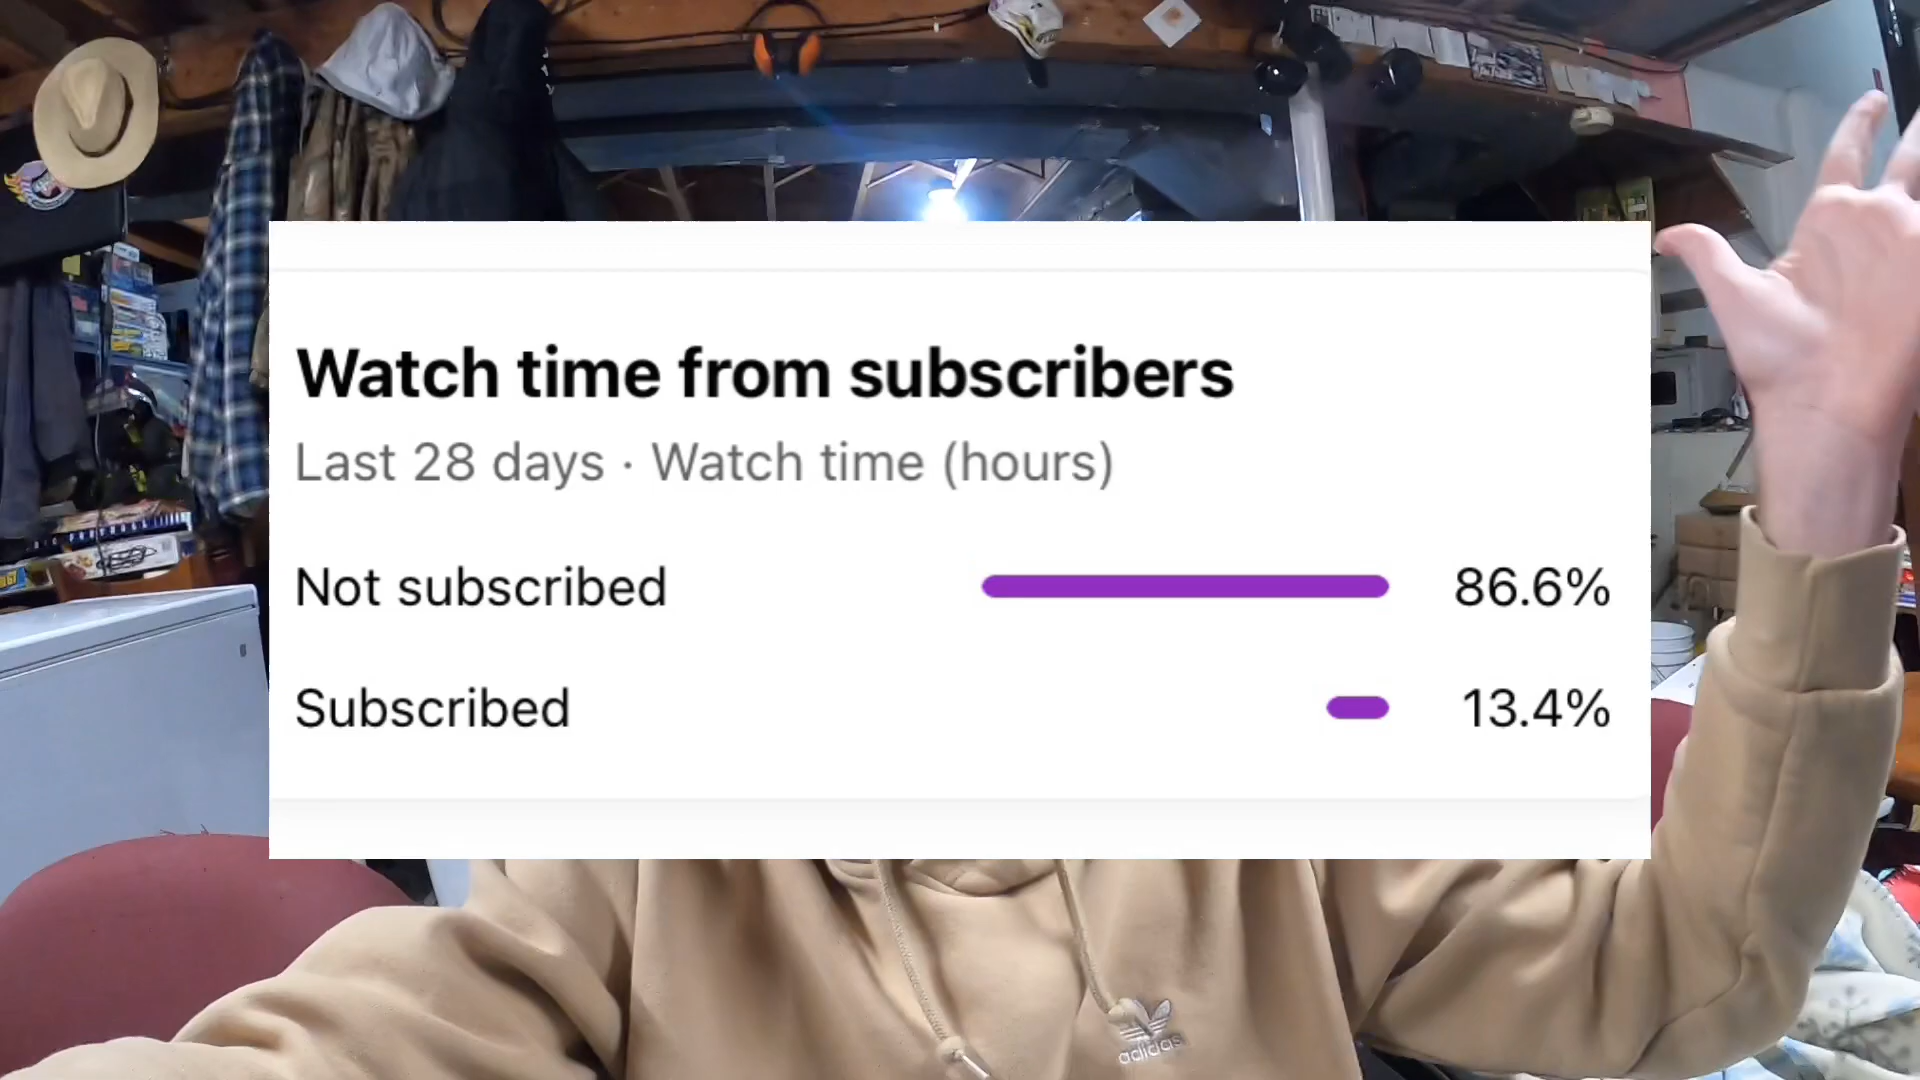 Watch time from subscribers
Last 28 days · Watch time (hours)
Not subscribed 86.6%
Subscribed 13.4%
adidas